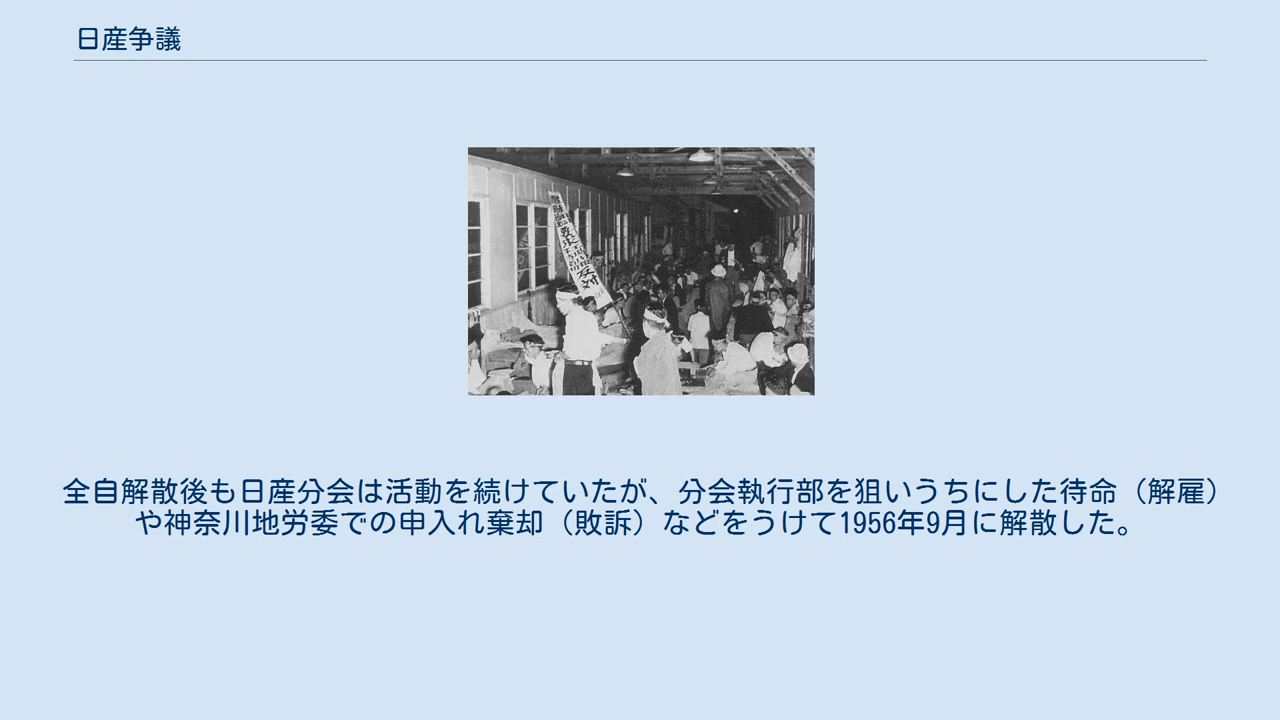 日産争議
反対
全自解散後も日産分会は活動を続けていたが、分会執行部を狙いうちにした待命（解雇）
や神奈川地労委での申入れ棄却（敗訴）などをうけて1956年9月に解散した。